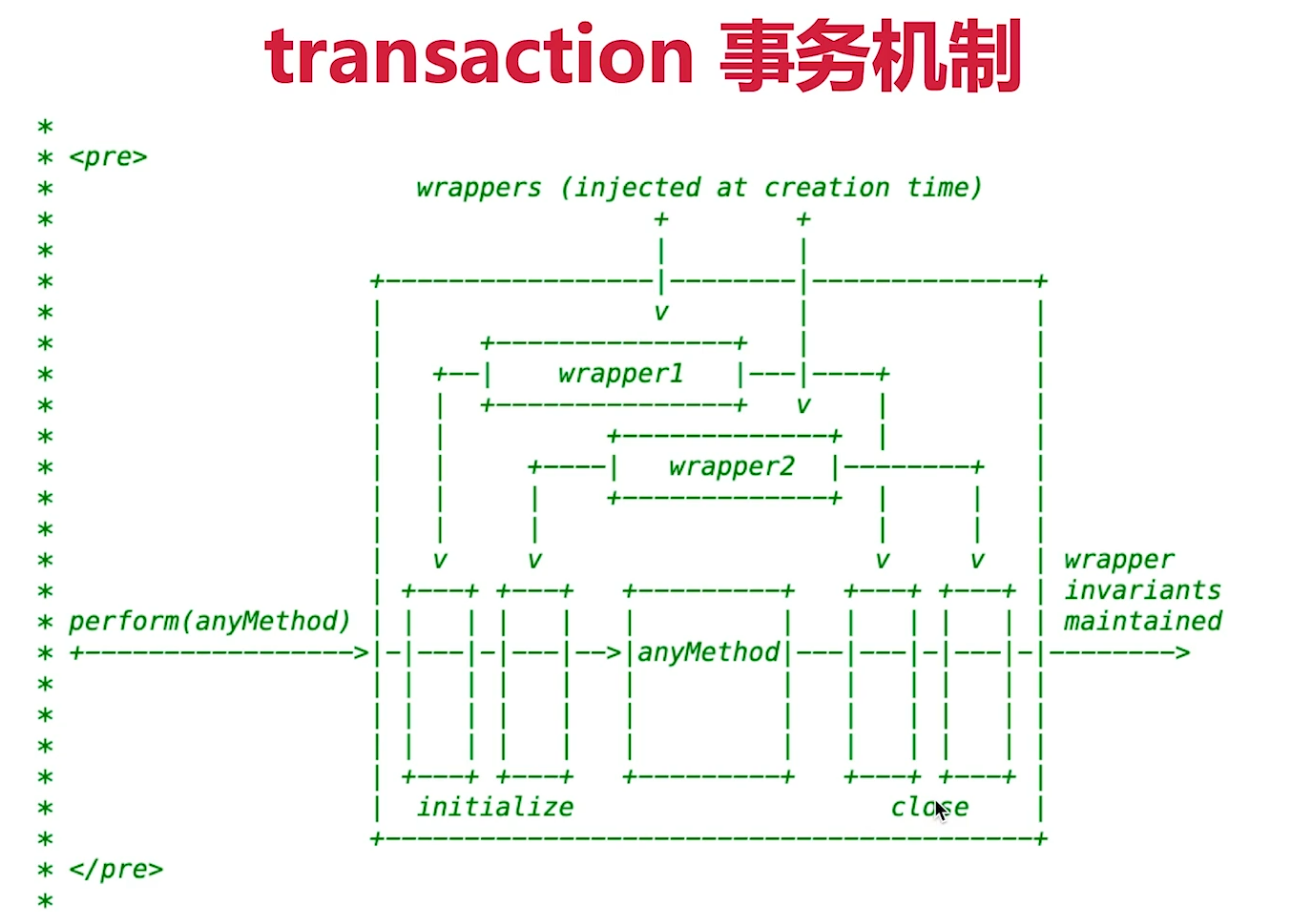 transaction 事务机制
*
* <pre>
*                       wrappers (injected at creation time)
*                                      +        +
*                                      |        |
*                    +-----------------|--------|--------------+
*                    |                 v        |              |
*                    |      +---------------+   |              |
*                    |   +--|    wrapper1   |---|----+         |
*                    |   |  +---------------+   v    |         |
*                    |   |          +-------------+  |         |
*                    |   |     +----|   wrapper2  |--------+   |
*                    |   |     |    +-------------+  |     |   |
*                    |   |     |                     |     |   |
*                    |   v     v                     v     v   | wrapper
*                    | +---+ +---+   +---------+   +---+ +---+ | invariants
* perform(anyMethod) | |   | |   |   |         |   |   | |   | | maintained
* +----------------->|-|---|-|---|-->|anyMethod|---|---|-|---|-|-------->
*                    | |   | |   |   |         |   |   | |   | |
*                    | |   | |   |   |         |   |   | |   | |
*                    | |   | |   |   |         |   |   | |   | |
*                    | +---+ +---+   +---------+   +---+ +---+ |
*                    |  initialize                    close    |
*                    +-----------------------------------------+
* </pre>
*